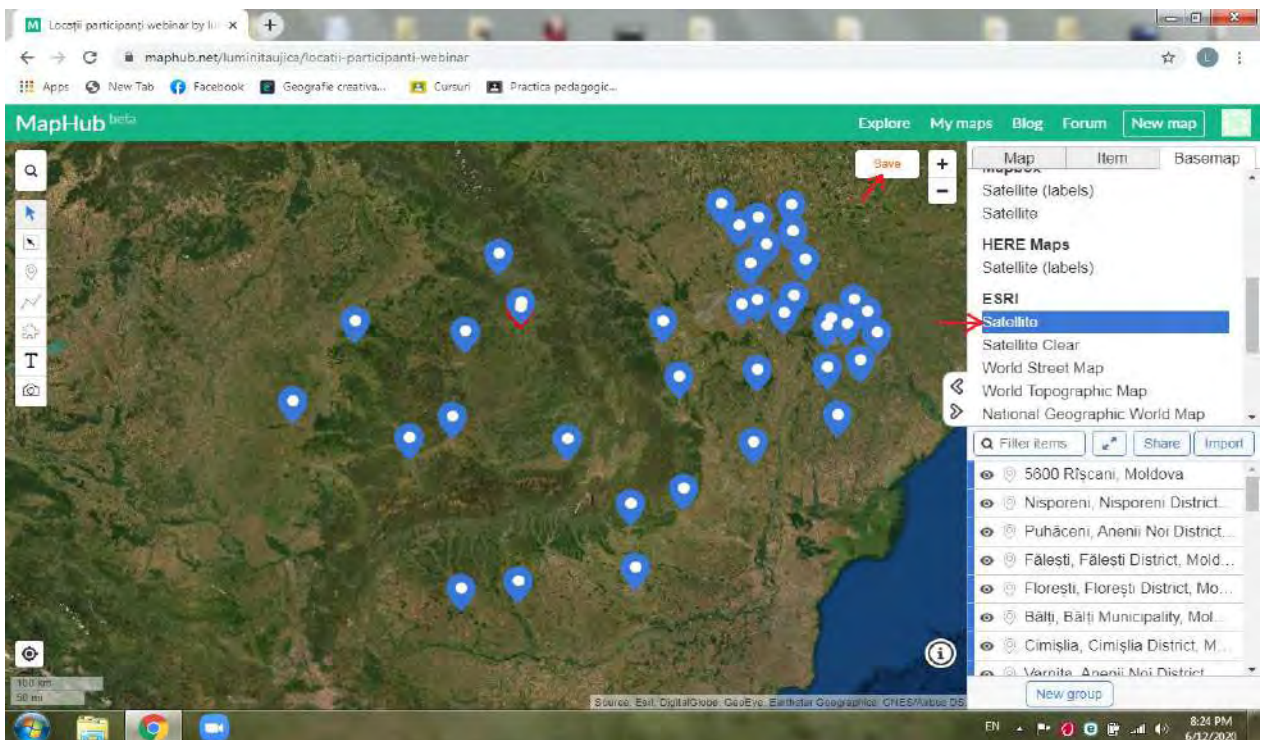 Locații participanți webinar by lu
maphub.net/luminitaujica/locatii-participanti-webinar
Apps New Tab Facebook Geografie creativa... Cursuri Practica pedagogic...
MapHub beta Explore My maps Blog Forum New map
Save + −
Map Item Basemap
Mapbox
Satellite (labels)
Satellite
HERE Maps
Satellite (labels)
ESRI
Satellite
Satellite Clear
World Street Map
World Topographic Map
National Geographic World Map
T
Filter items Share Import
5600 Rîșcani, Moldova
Nisporeni, Nisporeni District...
Puhăceni, Anenii Noi District...
Fălești, Fălești District, Mold...
Florești, Florești District, Mo...
Bălți, Bălți Municipality, Mol...
Cimișlia, Cimișlia District, M...
Varnița, Anenii Noi District
New group
100 km
50 mi
Source: Esri, DigitalGlobe, GeoEye, Earthstar Geographics, CNES/Airbus DS
EN 8:24 PM
6/12/2020